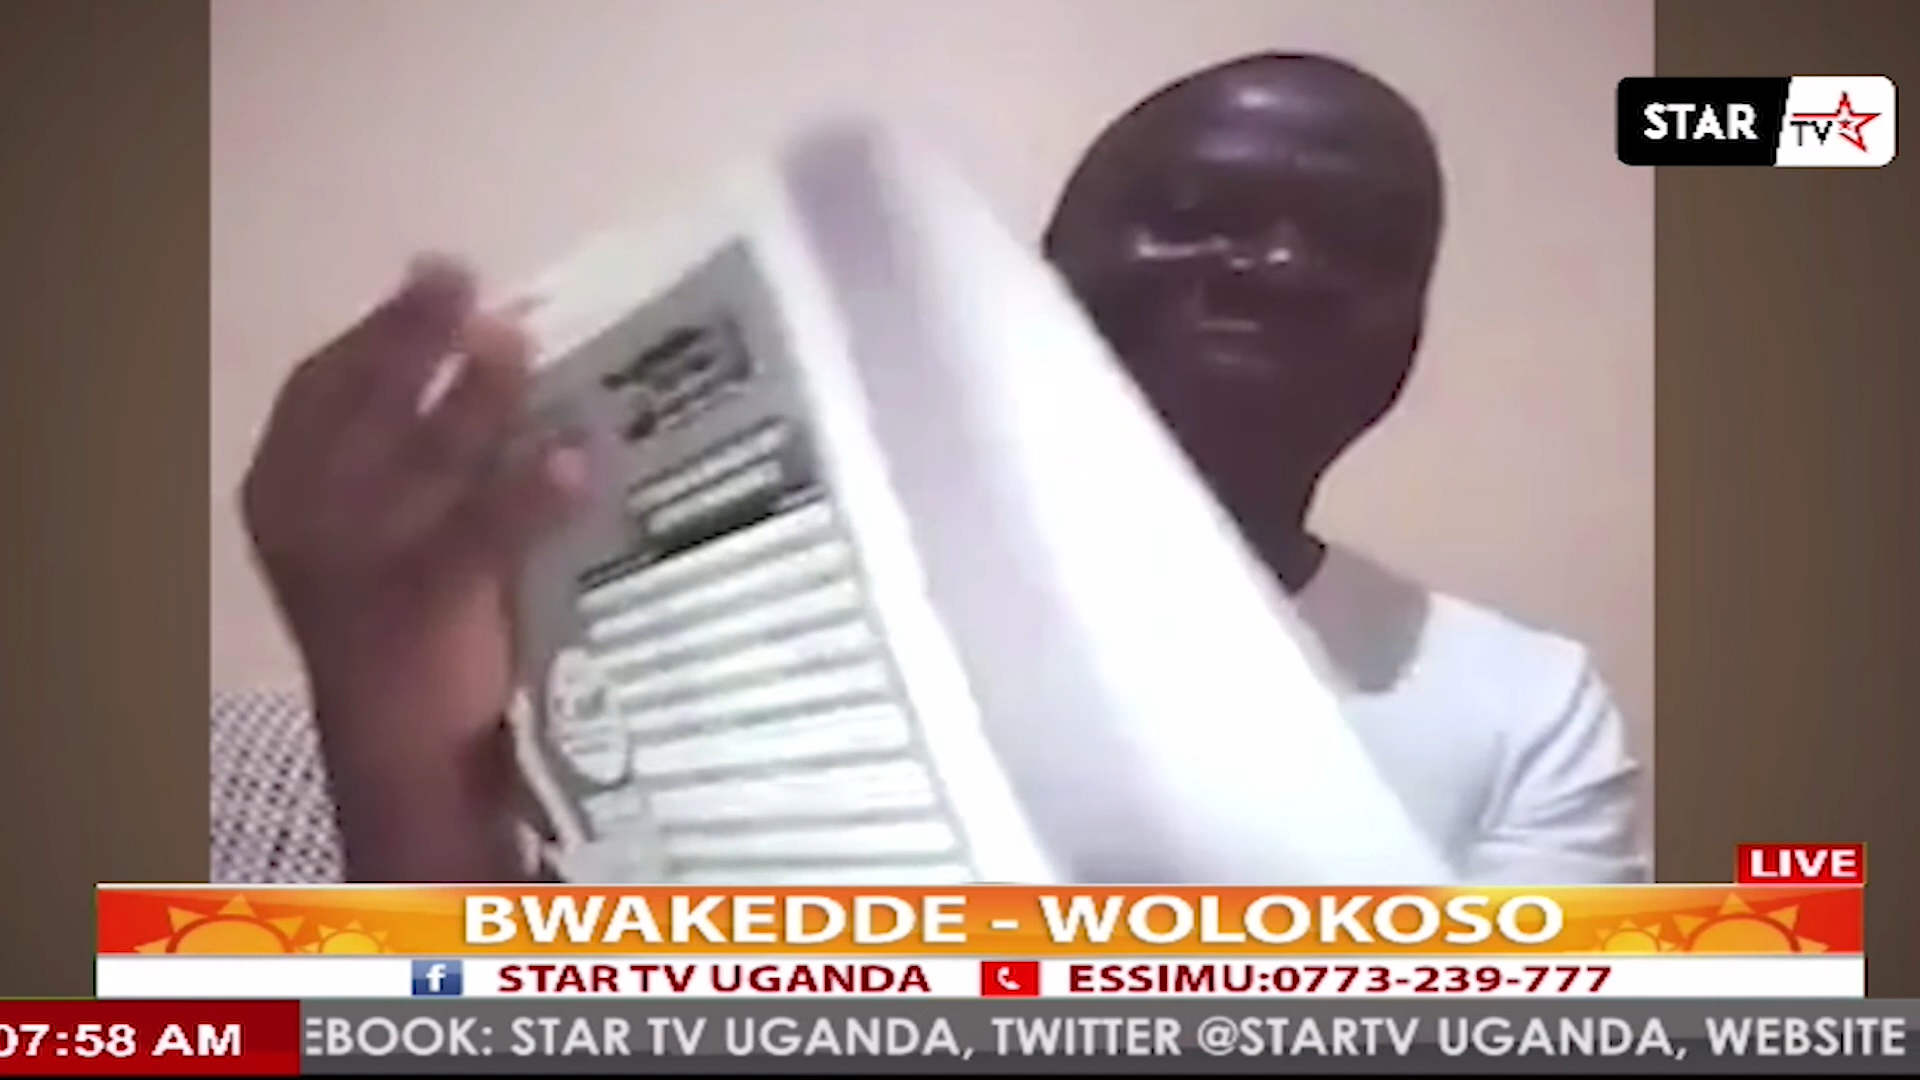 STAR TV
LIVE
BWAKEDDE - WOLOKOSO
STAR TV UGANDA ESSIMU:0773-239-777
07:58 AM EBOOK: STAR TV UGANDA, TWITTER @STARTV UGANDA, WEBSITE